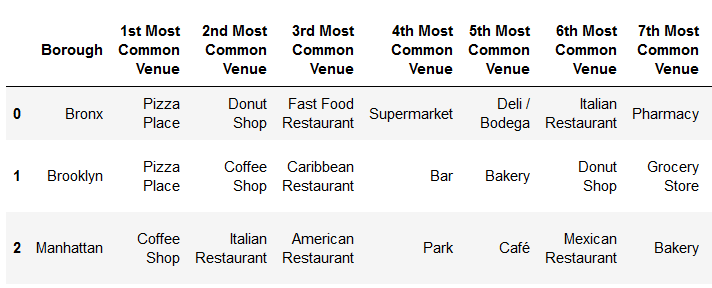 Borough 1st Most Common Venue 2nd Most Common Venue 3rd Most Common Venue 4th Most Common Venue 5th Most Common Venue 6th Most Common Venue 7th Most Common Venue
0 Bronx Pizza Place Donut Shop Fast Food Restaurant Supermarket Deli / Bodega Italian Restaurant Pharmacy
1 Brooklyn Pizza Place Coffee Shop Caribbean Restaurant Bar Bakery Donut Shop Grocery Store
2 Manhattan Coffee Shop Italian Restaurant American Restaurant Park Café Mexican Restaurant Bakery